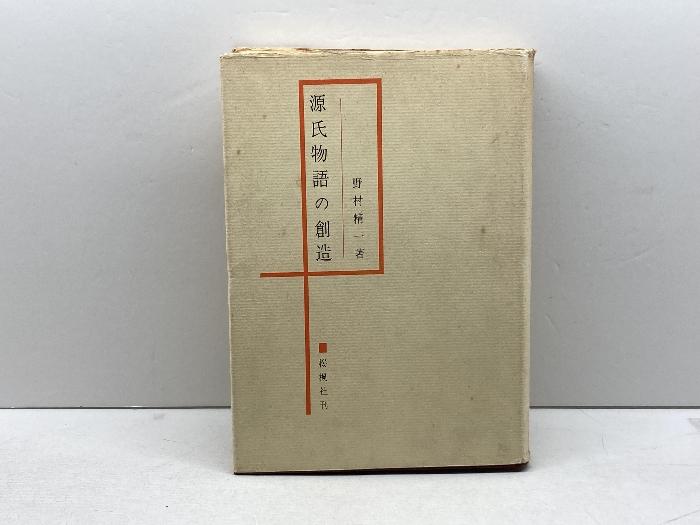 源氏物語の創造
野村精一著
桜楓社刊